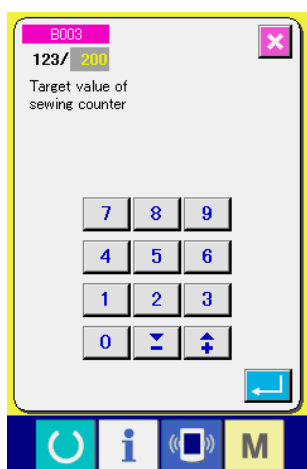 B003
123/ 200
Target value of
sewing counter
7 8 9
4 5 6
1 2 3
0
i M